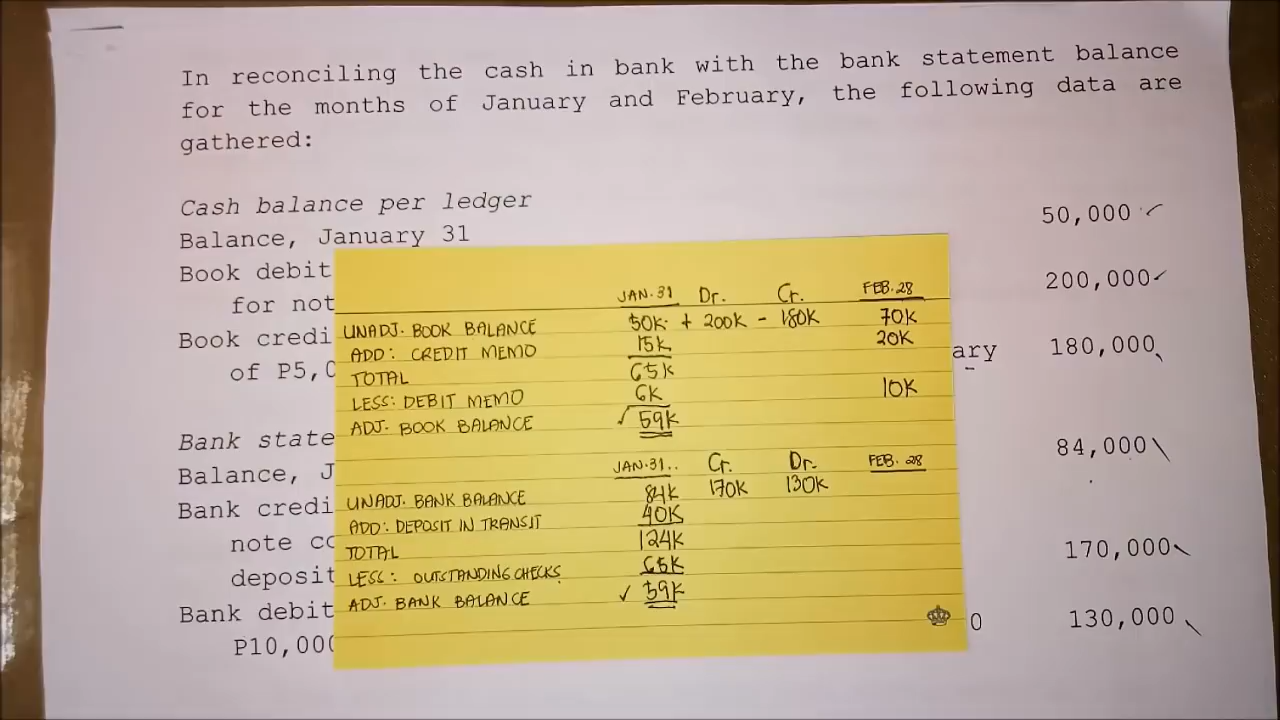 In reconciling the cash in bank with the bank statement balance
for the months of January and February, the following data are
gathered:
Cash balance per ledger
Balance, January 31 50,000
Book debit 200,000
for not
Book credi ary 180,000
of P5,0
Bank state
Balance, J 84,000
Bank credi
note co
deposit 170,000
Bank debit
P10,000 0 130,000
JAN.31 Dr. Cr. FEB.28
UNADJ. BOOK BALANCE 50K + 200K - 180K 70K
ADD: CREDIT MEMO 15K 20K
TOTAL 65K
LESS: DEBIT MEMO 6K 10K
ADJ. BOOK BALANCE 59K
JAN.31.. Cr. Dr. FEB. 28
UNADJ. BANK BALANCE 84K 170K 130K
ADD: DEPOSIT IN TRANSIT 40K
TOTAL 124K
LESS: OUTSTANDING CHECKS 65K
ADJ. BANK BALANCE 59K